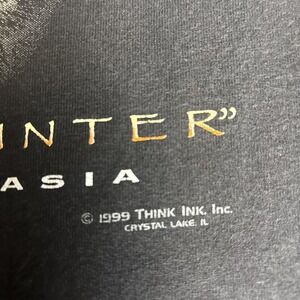 INTER”
ASIA
© 1999 THINK INK, Inc.
CRYSTAL LAKE, IL